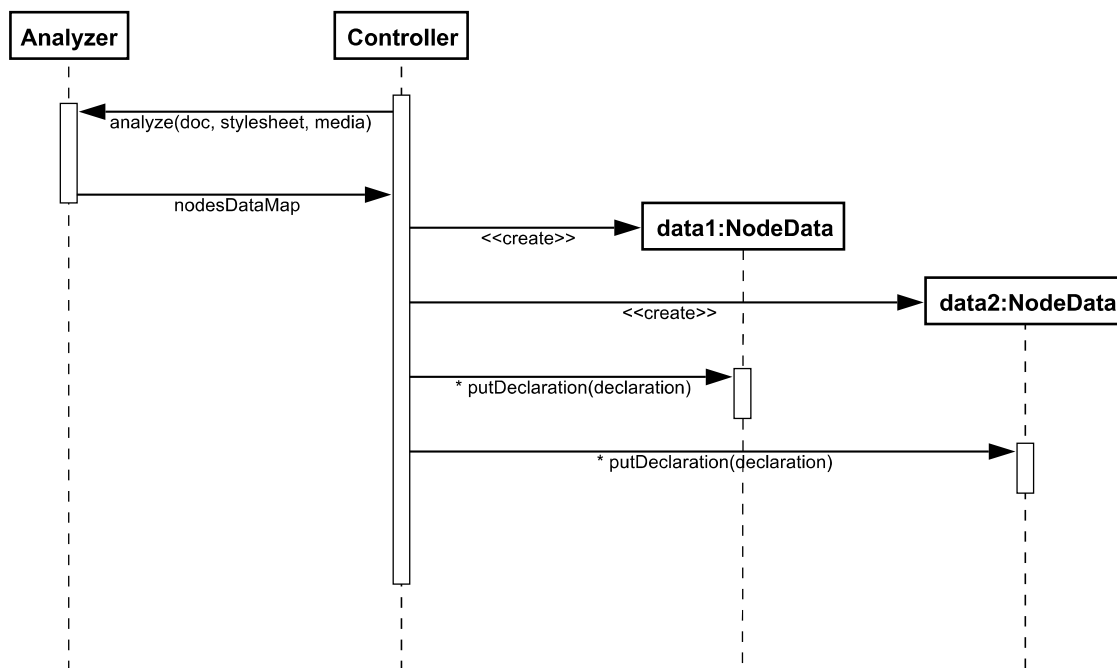 Analyzer
Controller
analyze(doc, stylesheet, media)
nodesDataMap
data1:NodeData
<<create>>
data2:NodeData
<<create>>
* putDeclaration(declaration)
* putDeclaration(declaration)